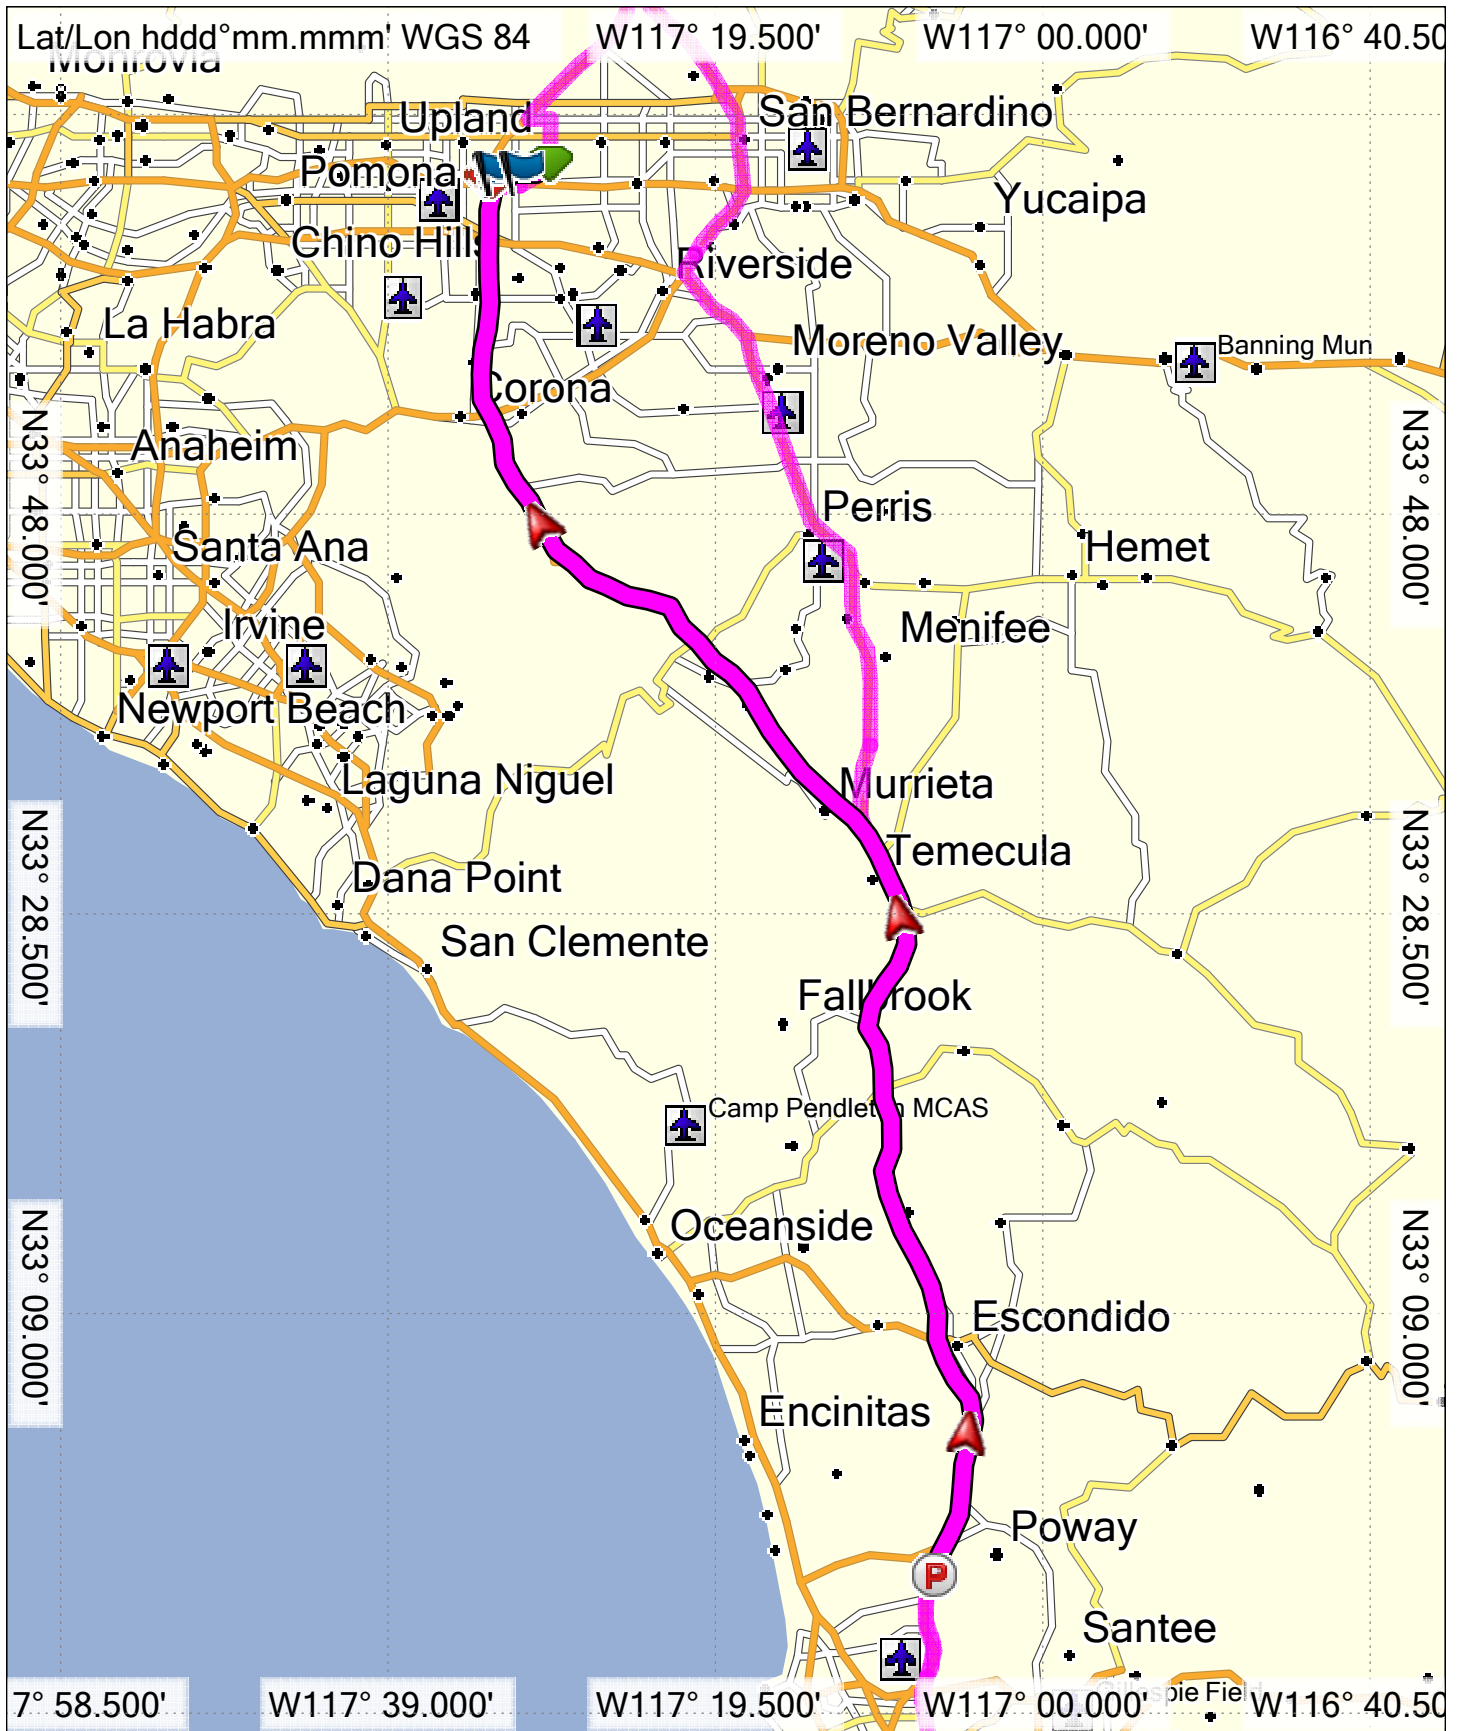 Lat/Lon hddd°mm.mmm' WGS 84
W117° 19.500'
W117° 00.000'
W116° 40.50
Monrovia
Upland
San Bernardino
Pomona
Yucaipa
Chino Hills
Riverside
La Habra
Moreno Valley
Banning Mun
Corona
N33° 48.000'
N33° 48.000'
Anaheim
Perris
Santa Ana
Hemet
Irvine
Menifee
Newport Beach
Laguna Niguel
Murrieta
N33° 28.500'
N33° 28.500'
Temecula
Dana Point
San Clemente
Fallbrook
Camp Pendleton MCAS
Oceanside
N33° 09.000'
N33° 09.000'
Escondido
Encinitas
Poway
P
Santee
Gillespie Field
7° 58.500'
W117° 39.000'
W117° 19.500'
W117° 00.000'
W116° 40.50